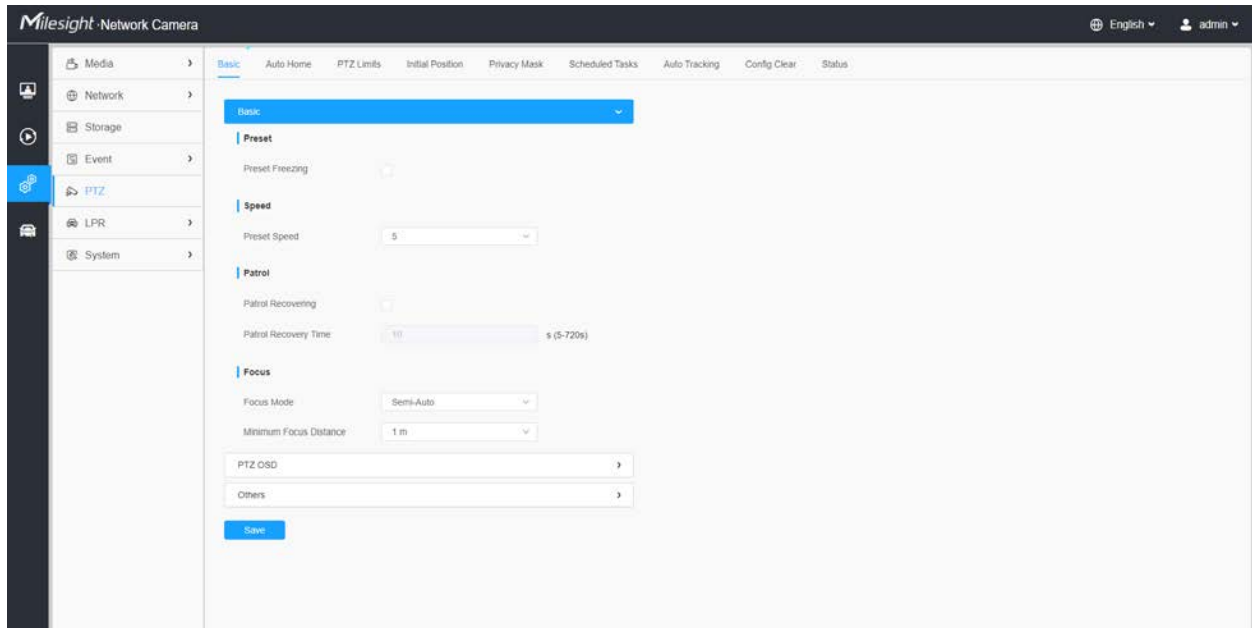 Milesight ·Network Camera
English
admin
Media
Network
Storage
Event
PTZ
LPR
System
Basic Auto Home PTZ Limits Initial Position Privacy Mask Scheduled Tasks Auto Tracking Config Clear Status
Basic
Preset
Preset Freezing
Speed
Preset Speed 5
Patrol
Patrol Recovering
Patrol Recovery Time 10 s (5-720s)
Focus
Focus Mode Semi-Auto
Minimum Focus Distance 1 m
PTZ OSD
Others
Save